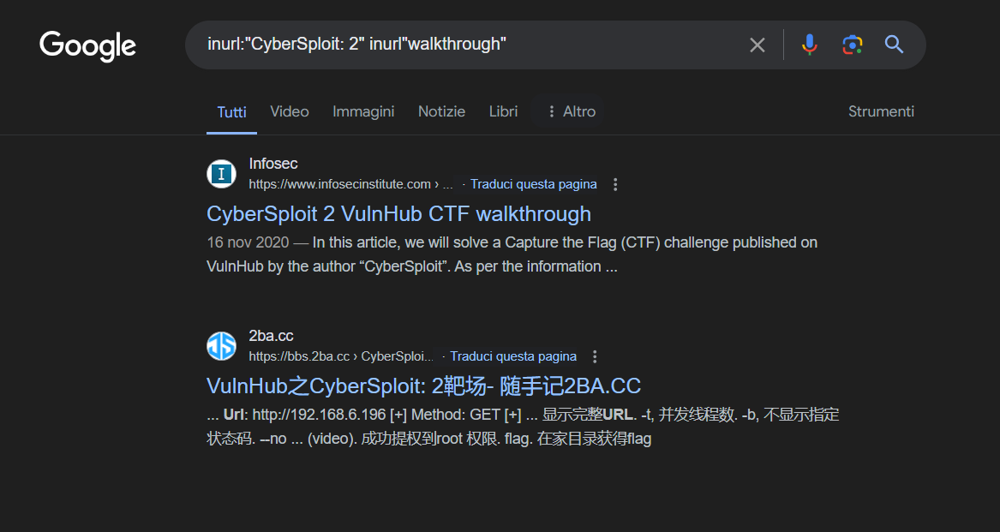 Google
inurl:"CyberSploit: 2" inurl"walkthrough"
Tutti Video Immagini Notizie Libri Altro Strumenti
Infosec
https://www.infosecinstitute.com › ... · Traduci questa pagina
CyberSploit 2 VulnHub CTF walkthrough
16 nov 2020 — In this article, we will solve a Capture the Flag (CTF) challenge published on
VulnHub by the author “CyberSploit”. As per the information ...
2ba.cc
https://bbs.2ba.cc › CyberSploi... · Traduci questa pagina
VulnHub之CyberSploit: 2靶场- 随手记2BA.CC
... Url: http://192.168.6.196 [+] Method: GET [+] ... 显示完整URL. -t, 并发线程数. -b, 不显示指定
状态码. --no ... (video). 成功提权到root 权限. flag. 在家目录获得flag